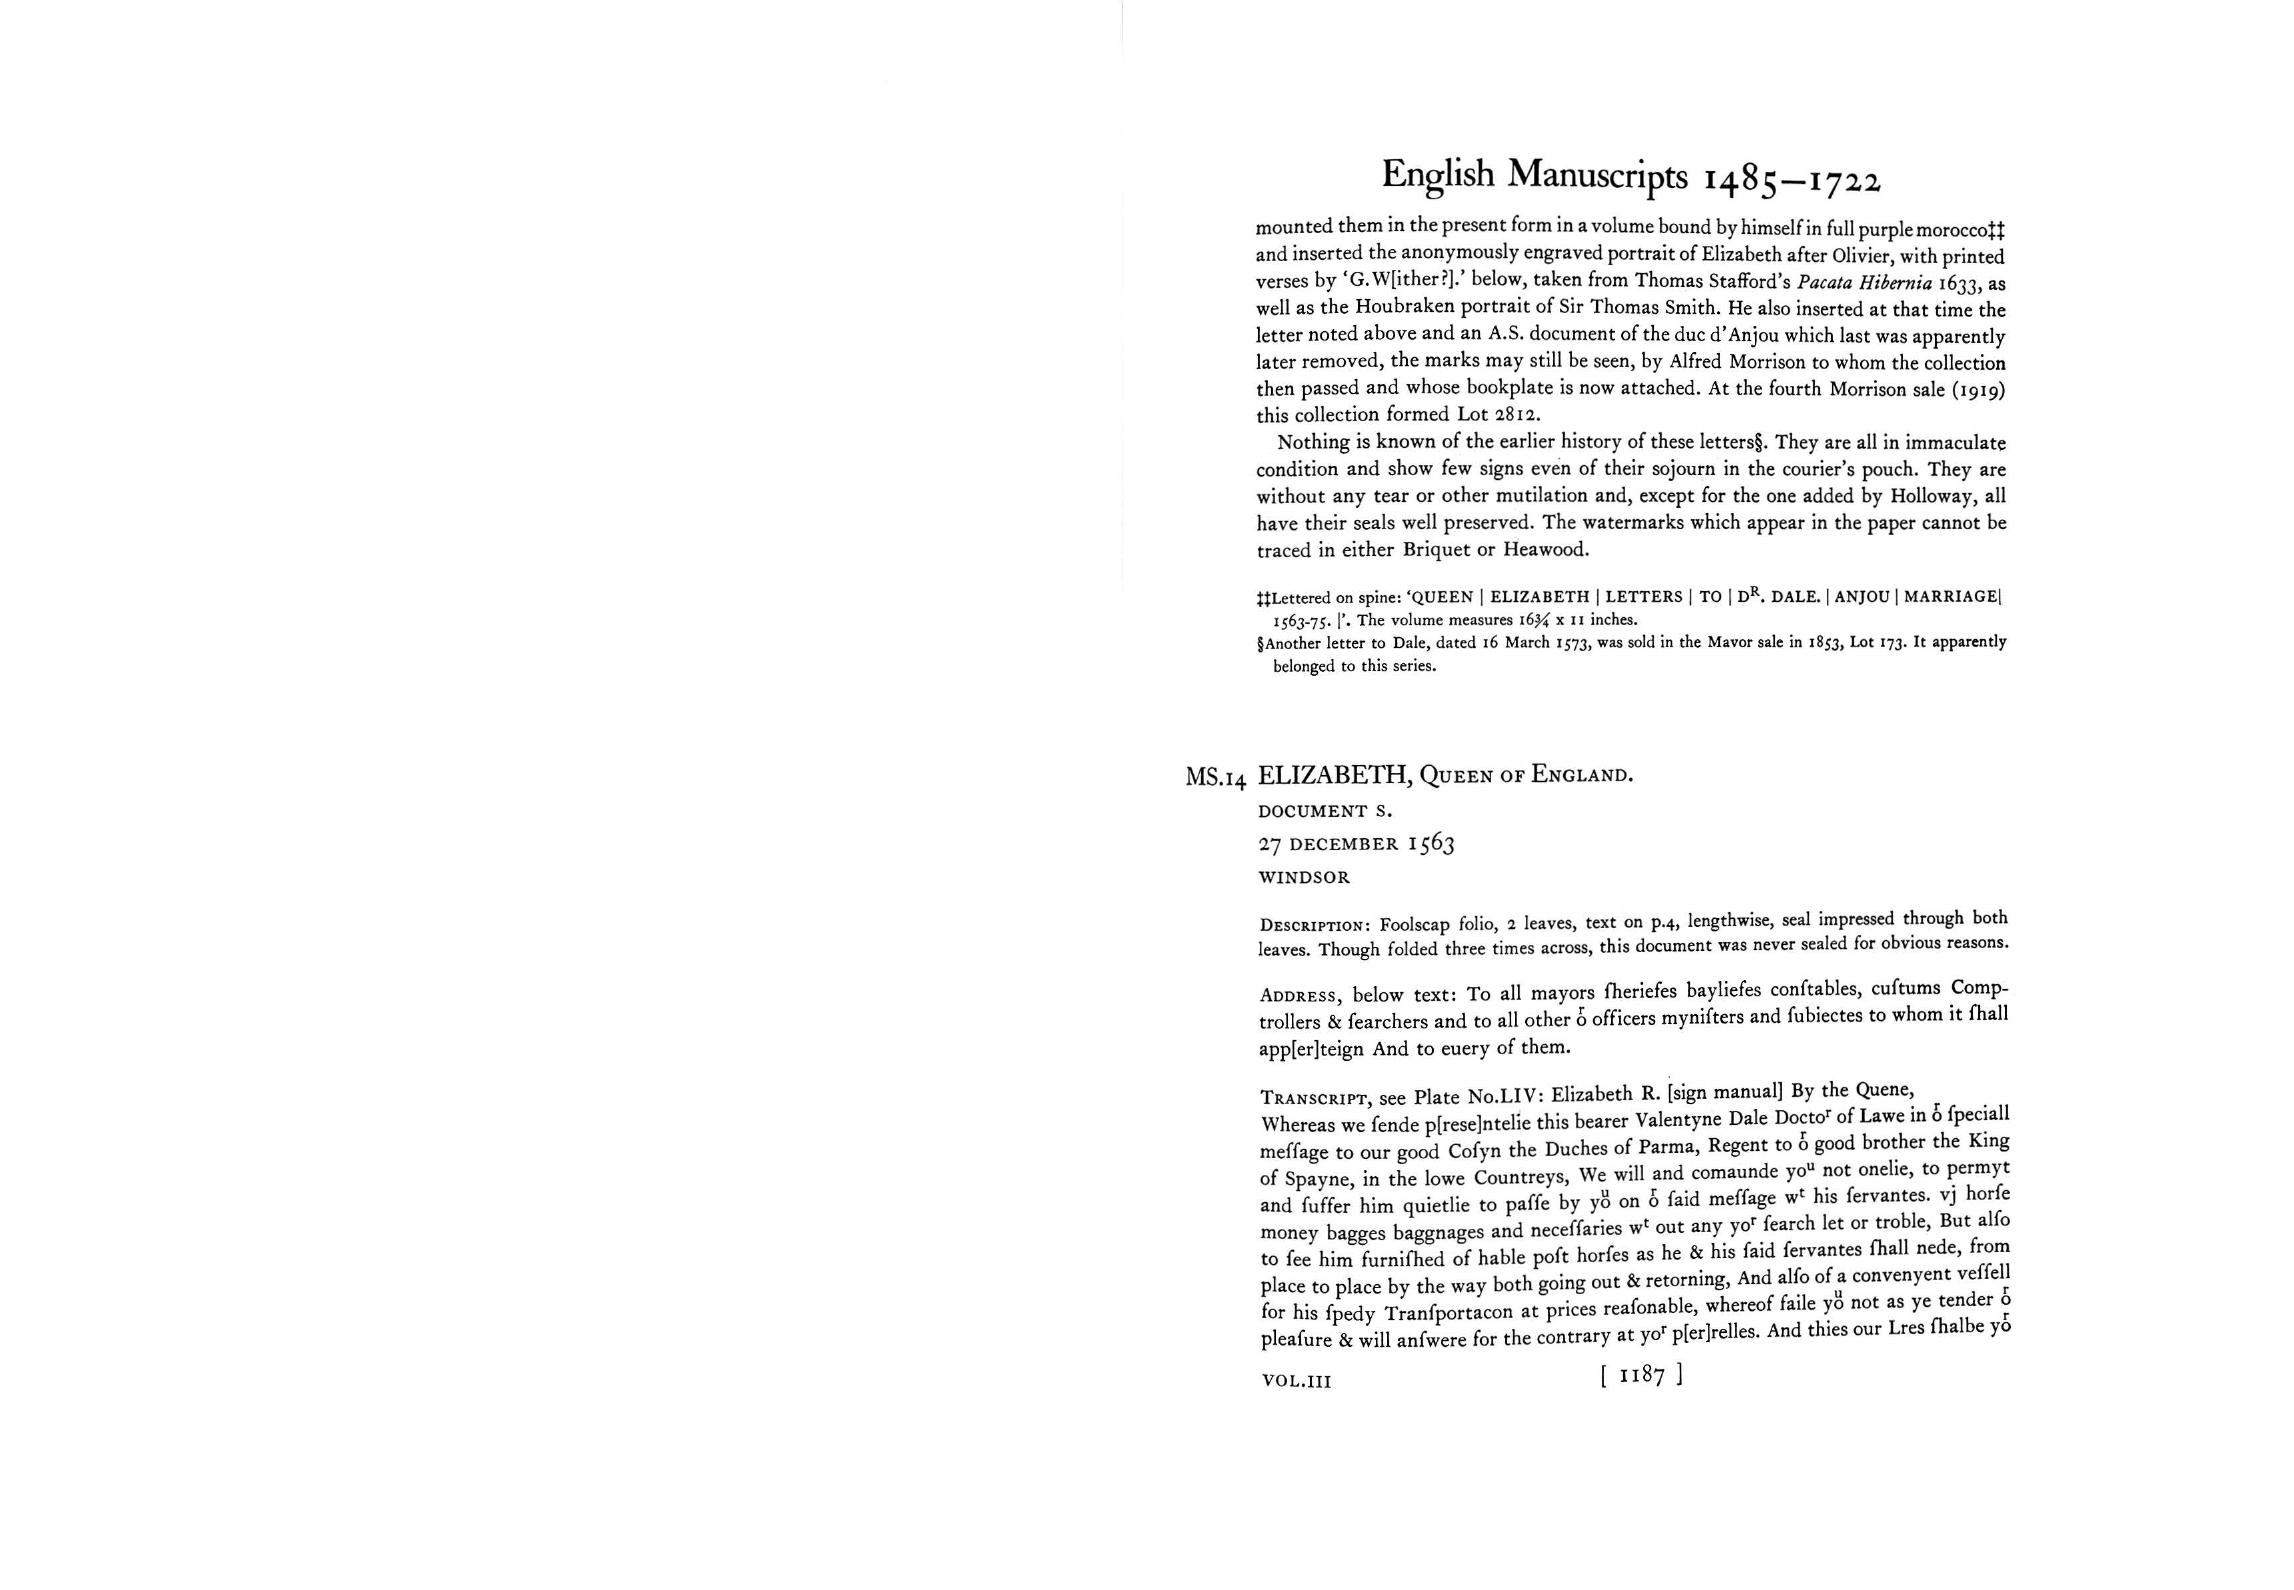 English Manuscripts 1485–1722
mounted them in the present form in a volume bound by himself in full purple morocco‡‡
and inserted the anonymously engraved portrait of Elizabeth after Olivier, with printed
verses by ‘G.W[ither?].’ below, taken from Thomas Stafford’s Pacata Hibernia 1633, as
well as the Houbraken portrait of Sir Thomas Smith. He also inserted at that time the
letter noted above and an A.S. document of the duc d’Anjou which last was apparently
later removed, the marks may still be seen, by Alfred Morrison to whom the collection
then passed and whose bookplate is now attached. At the fourth Morrison sale (1919)
this collection formed Lot 2812.
Nothing is known of the earlier history of these letters§. They are all in immaculate
condition and show few signs even of their sojourn in the courier’s pouch. They are
without any tear or other mutilation and, except for the one added by Holloway, all
have their seals well preserved. The watermarks which appear in the paper cannot be
traced in either Briquet or Heawood.
‡‡Lettered on spine: ‘QUEEN | ELIZABETH | LETTERS | TO | Dᴿ. DALE. | ANJOU | MARRIAGE|
1563-75. |’. The volume measures 16¾ x 11 inches.
§Another letter to Dale, dated 16 March 1573, was sold in the Mavor sale in 1853, Lot 173. It apparently
belonged to this series.
MS.14 ELIZABETH, QUEEN OF ENGLAND.
DOCUMENT S.
27 DECEMBER 1563
WINDSOR
DESCRIPTION: Foolscap folio, 2 leaves, text on p.4, lengthwise, seal impressed through both
leaves. Though folded three times across, this document was never sealed for obvious reasons.
ADDRESS, below text: To all mayors ſheriefes bayliefes conſtables, cuſtums Comp-
trollers & ſearchers and to all other oͬ officers myniſters and ſubiectes to whom it ſhall
app[er]teign And to euery of them.
TRANSCRIPT, see Plate No.LIV: Elizabeth R. [sign manual] By the Quene,
Whereas we ſende p[rese]ntelie this bearer Valentyne Dale Doctoʳ of Lawe in oͬ ſpeciall
meſſage to our good Coſyn the Duches of Parma, Regent to oͬ good brother the King
of Spayne, in the lowe Countreys, We will and comaunde yoᵘ not onelie, to permyt
and ſuffer him quietlie to paſſe by yoͧ on oͬ ſaid meſſage wᵗ his ſervantes. vj horſe
money bagges baggnages and neceſſaries wᵗ out any yoʳ ſearch let or troble, But alſo
to ſee him furniſhed of hable poſt horſes as he & his ſaid ſervantes ſhall nede, from
place to place by the way both going out & retorning, And alſo of a convenyent veſſell
for his ſpedy Tranſportacon at prices reaſonable, whereof faile yoͧ not as ye tender oͬ
pleaſure & will anſwere for the contrary at yoʳ p[er]relles. And thies our Lres ſhalbe yoͬ
VOL.III [ 1187 ]